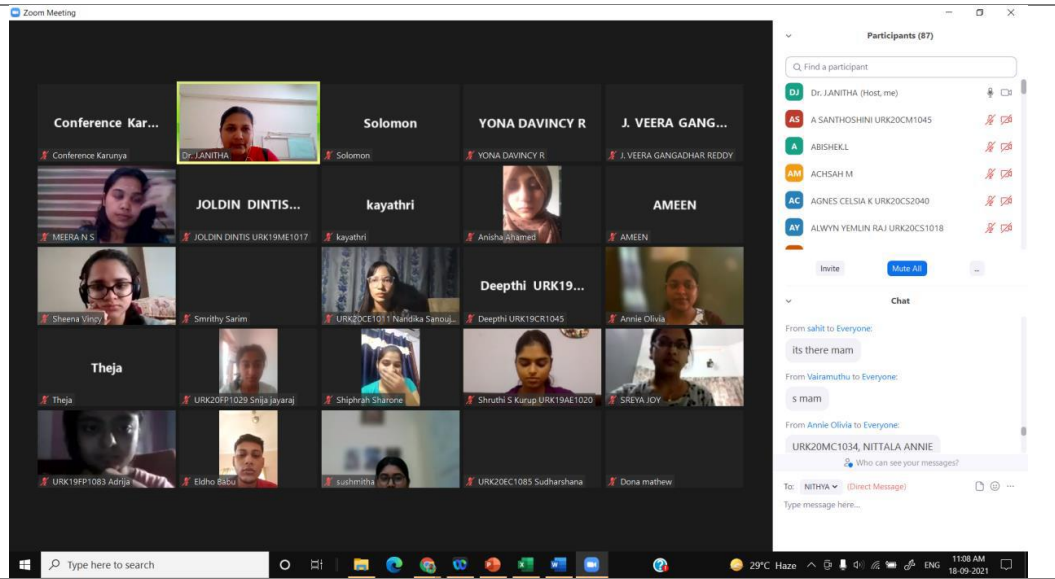 Zoom Meeting
Conference Kar...
Conference Karunya
Dr. J.ANITHA
Solomon
Solomon
YONA DAVINCY R
YONA DAVINCY R
J. VEERA GANG...
J. VEERA GANGADHAR REDDY
MEERA N S
JOLDIN DINTIS...
JOLDIN DINTIS URK19ME1017
kayathri
kayathri
Anisha Ahamed
AMEEN
AMEEN
Sheena Vincy
Smrithy Sarim
URK20CE1011 Nandika Sanouj...
Deepthi URK19...
Deepthi URK19CR1045
Annie Olivia
Theja
Theja
URK20FP1029 Snija jayaraj
Shiphrah Sharone
Shruthi S Kurup URK19AE1020
SREYA JOY
URK19FP1083 Adrija
Eldho Babu
sushmitha
URK20EC1085 Sudharshana
Dona mathew
Participants (87)
Find a participant
DJ Dr. J.ANITHA (Host, me)
AS A SANTHOSHINI URK20CM1045
A ABISHEK.L
AM ACHSAH M
AC AGNES CELSIA K URK20CS2040
AY ALWYN YEMLIN RAJ URK20CS1018
Invite Mute All ...
Chat
From sahit to Everyone:
its there mam
From Vairamuthu to Everyone:
s mam
From Annie Olivia to Everyone:
URK20MC1034, NITTALA ANNIE
Who can see your messages?
To: NITHYA (Direct Message)
Type message here...
Type here to search
29°C Haze
ENG
11:08 AM
18-09-2021